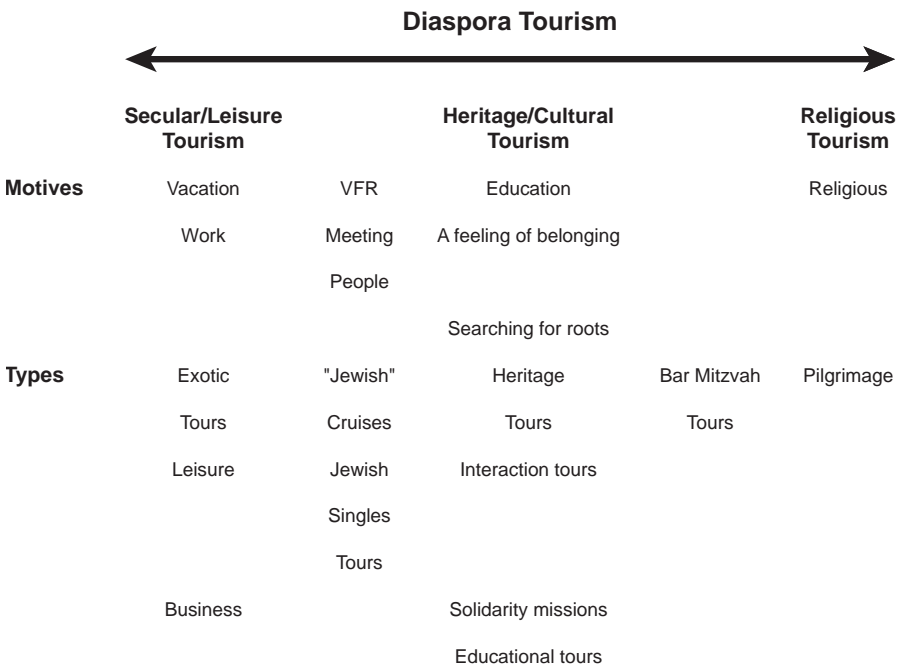 Diaspora Tourism
Secular/Leisure Heritage/Cultural Religious
Tourism Tourism Tourism
Motives Vacation VFR Education Religious
Work Meeting A feeling of belonging
People
Searching for roots
Types Exotic "Jewish" Heritage Bar Mitzvah Pilgrimage
Tours Cruises Tours Tours
Leisure Jewish Interaction tours
Singles
Tours
Business Solidarity missions
Educational tours